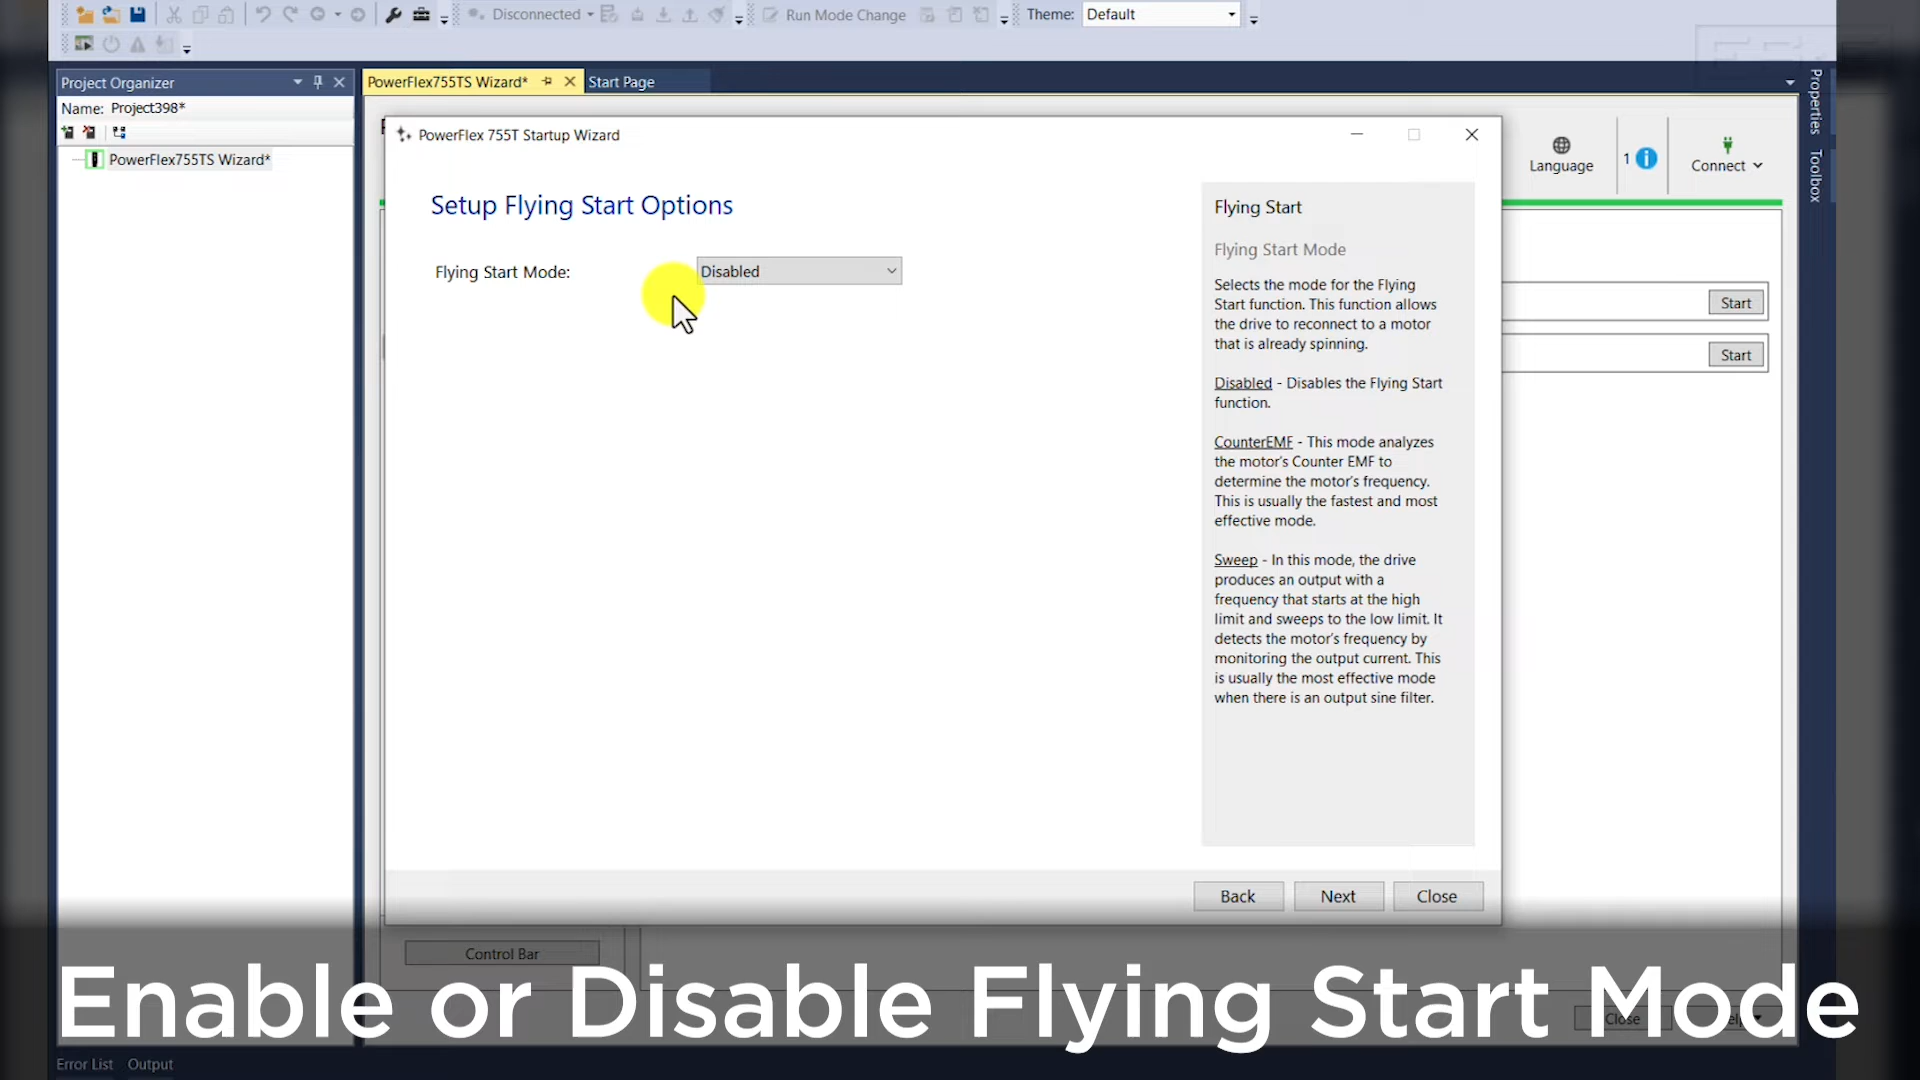 Disconnected
Run Mode Change
Theme:
Default
Project Organizer
Name: Project398*
PowerFlex755TS Wizard*
PowerFlex755TS Wizard*
Start Page
PowerFlex 755T Startup Wizard
Setup Flying Start Options
Flying Start Mode:
Disabled
Flying Start
Flying Start Mode
Selects the mode for the Flying
Start function. This function allows
the drive to reconnect to a motor
that is already spinning.
Disabled - Disables the Flying Start
function.
CounterEMF - This mode analyzes
the motor's Counter EMF to
determine the motor's frequency.
This is usually the fastest and most
effective mode.
Sweep - In this mode, the drive
produces an output with a
frequency that starts at the high
limit and sweeps to the low limit. It
detects the motor's frequency by
monitoring the output current. This
is usually the most effective mode
when there is an output sine filter.
Back
Next
Close
Language
1
Connect
Start
Start
Properties
Toolbox
Control Bar
Close
Enable or Disable Flying Start Mode
Error List
Output